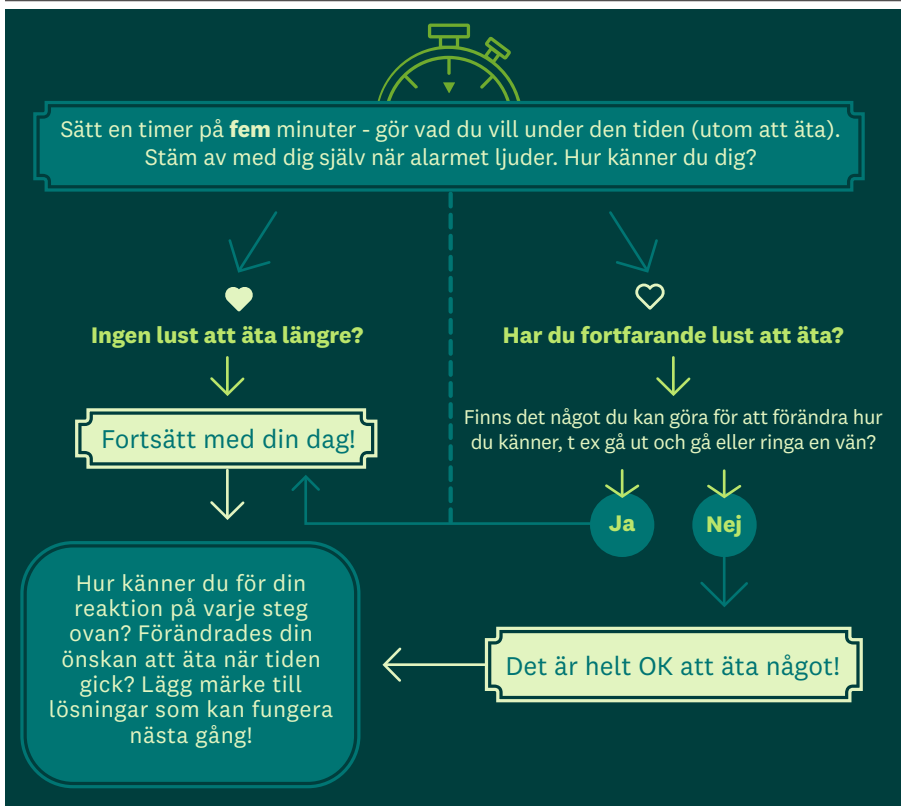 Sätt en timer på fem minuter - gör vad du vill under den tiden (utom att äta).
Stäm av med dig själv när alarmet ljuder. Hur känner du dig?
Ingen lust att äta längre?
Fortsätt med din dag!
Har du fortfarande lust att äta?
Finns det något du kan göra för att förändra hur
du känner, t ex gå ut och gå eller ringa en vän?
Ja
Nej
Det är helt OK att äta något!
Hur känner du för din
reaktion på varje steg
ovan? Förändrades din
önskan att äta när tiden
gick? Lägg märke till
lösningar som kan fungera
nästa gång!